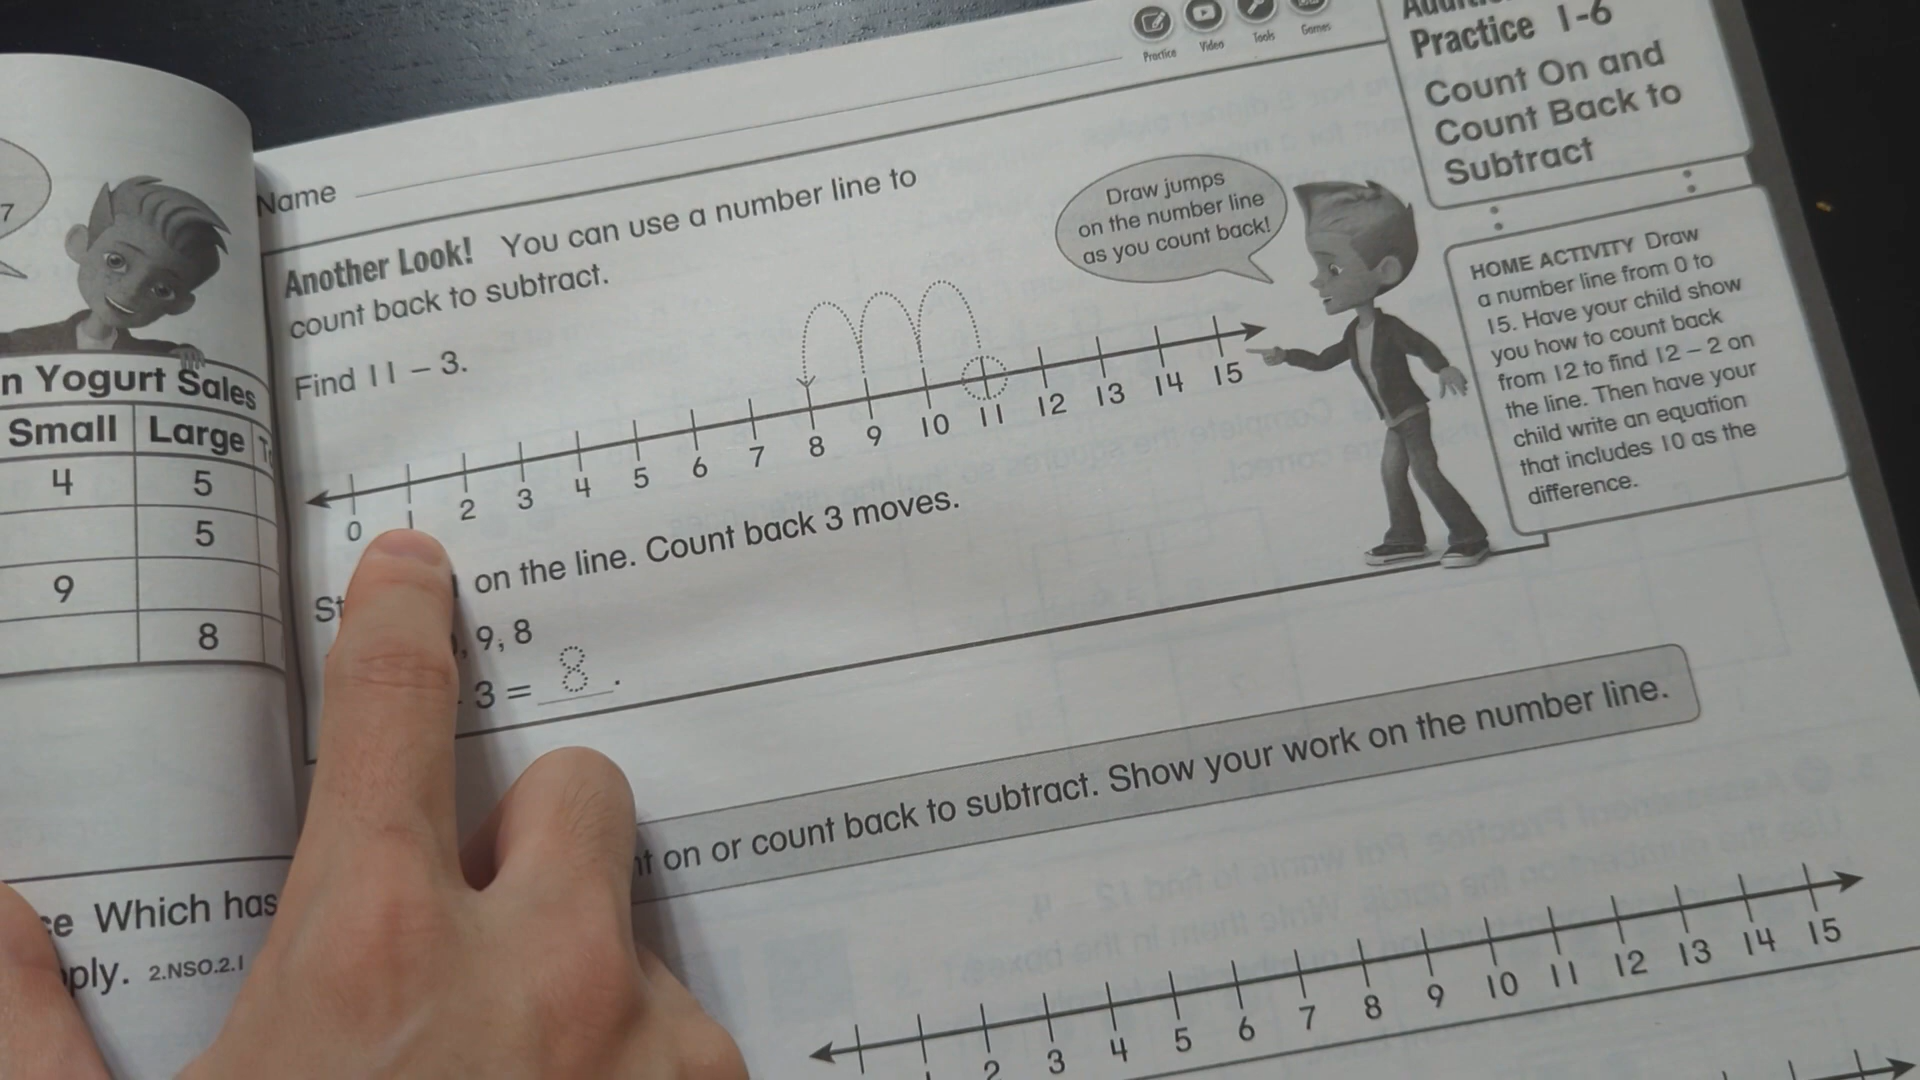 7
n Yogurt Sales
Small Large
4 5
5
9
8
Which has
ply. 2.NSO.2.1
Practice Video Tools Games
Name
Practice 1-6
Count On and
Count Back to
Subtract
Another Look! You can use a number line to
count back to subtract.
Find 11 – 3.
Draw jumps
on the number line
as you count back!
0 1 2 3 4 5 6 7 8 9 10 11 12 13 14 15
on the line. Count back 3 moves.
, 9, 8
3 = 8 .
HOME ACTIVITY Draw
a number line from 0 to
15. Have your child show
you how to count back
from 12 to find 12 – 2 on
the line. Then have your
child write an equation
that includes 10 as the
difference.
on or count back to subtract. Show your work on the number line.
2 3 4 5 6 7 8 9 10 11 12 13 14 15